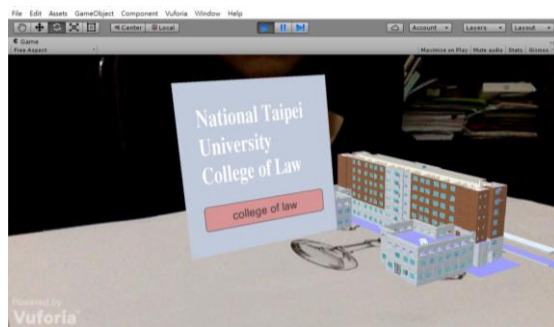 File Edit Assets GameObject Component Vuforia Window Help
Center Local Account Layers Layout
Game
Free Aspect Maximize on Play Mute audio Stats Gizmos
National Taipei
University
College of Law
college of law
Powered by
Vuforia